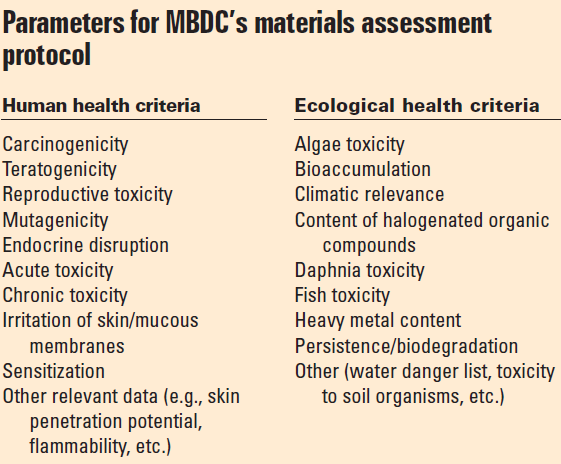 Parameters for MBDC's materials assessment
protocol
Human health criteria
Carcinogenicity
Teratogenicity
Reproductive toxicity
Mutagenicity
Endocrine disruption
Acute toxicity
Chronic toxicity
Irritation of skin/mucous
membranes
Sensitization
Other relevant data (e.g., skin
penetration potential,
flammability, etc.)
Ecological health criteria
Algae toxicity
Bioaccumulation
Climatic relevance
Content of halogenated organic
compounds
Daphnia toxicity
Fish toxicity
Heavy metal content
Persistence/biodegradation
Other (water danger list, toxicity
to soil organisms, etc.)